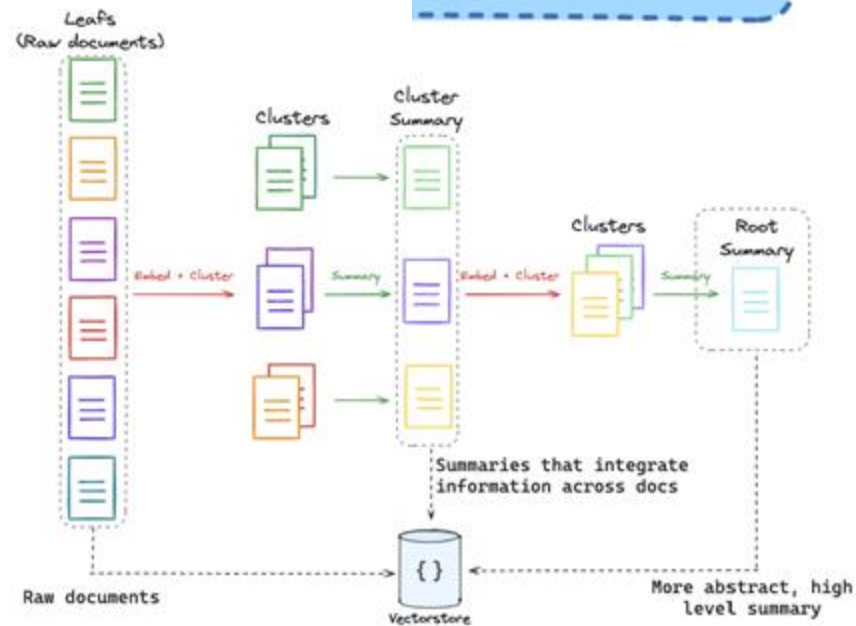 Leafs
(Raw documents)
Clusters
Cluster
Summary
Clusters
Root
Summary
Embed + Cluster
Summary
Embed + Cluster
Summary
Summaries that integrate
information across docs
{}
Raw documents
Vectorstore
More abstract, high
level summary